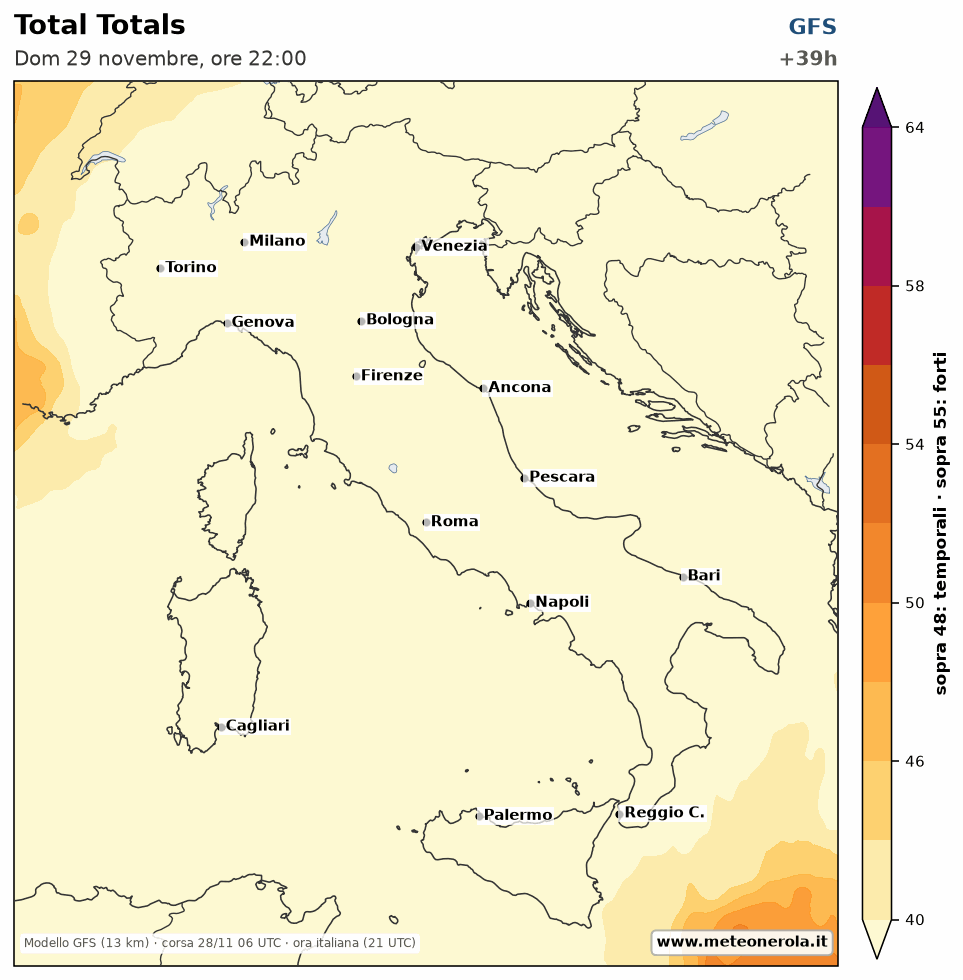 Total Totals
GFS
Dom 29 novembre, ore 22:00
+39h
64
58
54
50
46
40
sopra 48: temporali · sopra 55: forti
Milano
Venezia
Torino
Genova
Bologna
Firenze
Ancona
Pescara
Roma
Bari
Napoli
Cagliari
Palermo
Reggio C.
Modello GFS (13 km) · corsa 28/11 06 UTC · ora italiana (21 UTC)
www.meteonerola.it